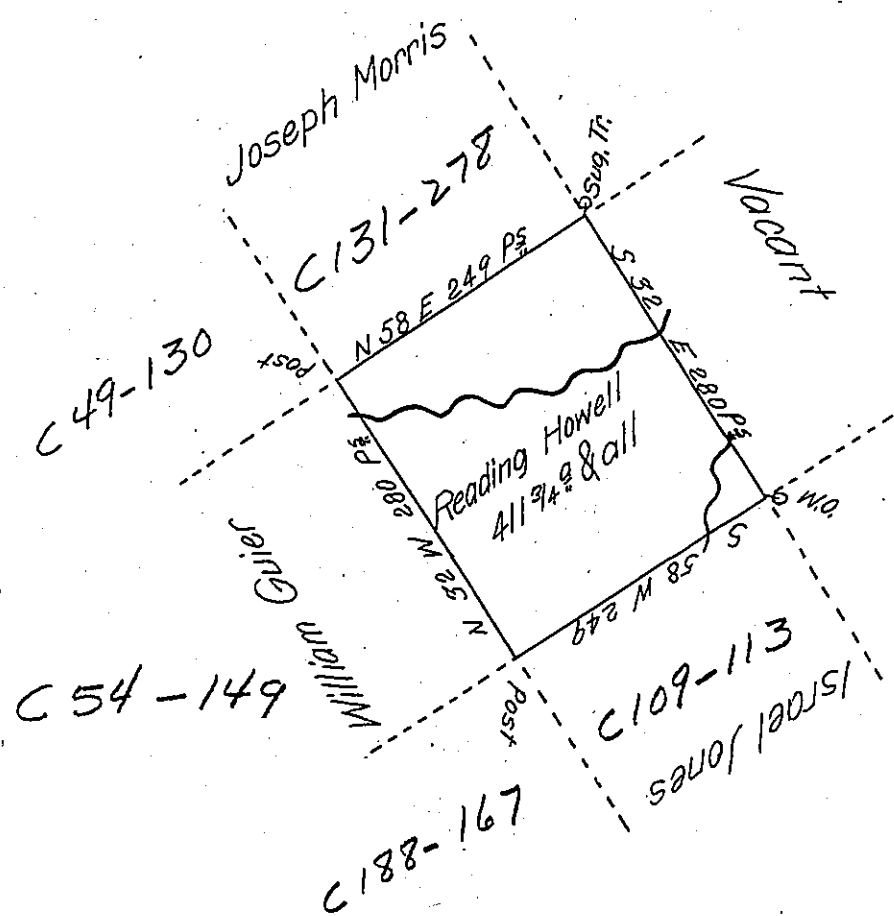 Joseph Morris
C131-278
Sug. Tr.
Vacant
N 58 E 249 Ps
Post
C49-130
S 32 E 280 Ps
Reading Howell
411 3/4 a & all
N 32 W 280 Ps
William Guier
S 58 W 249
W.O.
C54-149
Post
C109-113
Israel Jones
C188-167